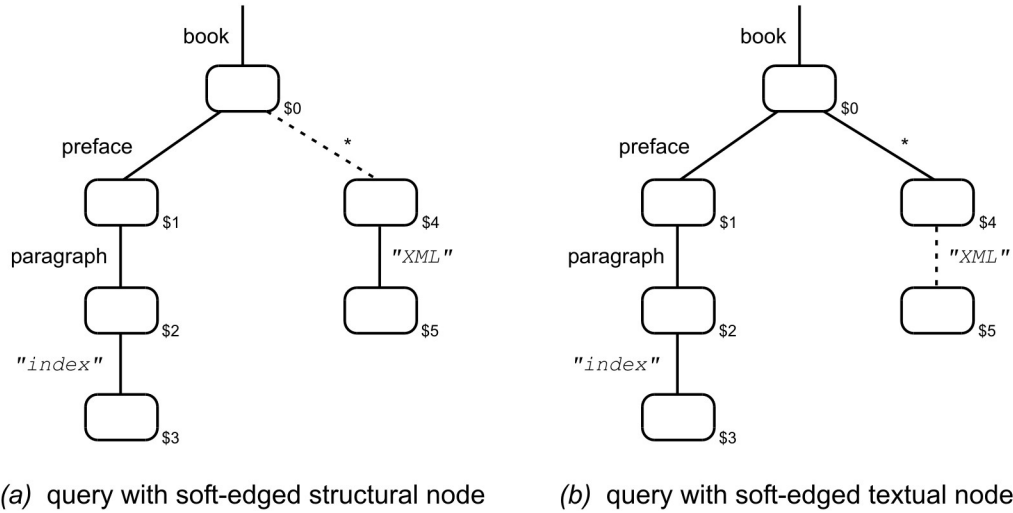 book
$0
preface
*
$1
$4
paragraph
"XML"
$2
$5
"index"
$3
(a) query with soft-edged structural node
book
$0
preface
*
$1
$4
paragraph
"XML"
$2
$5
"index"
$3
(b) query with soft-edged textual node